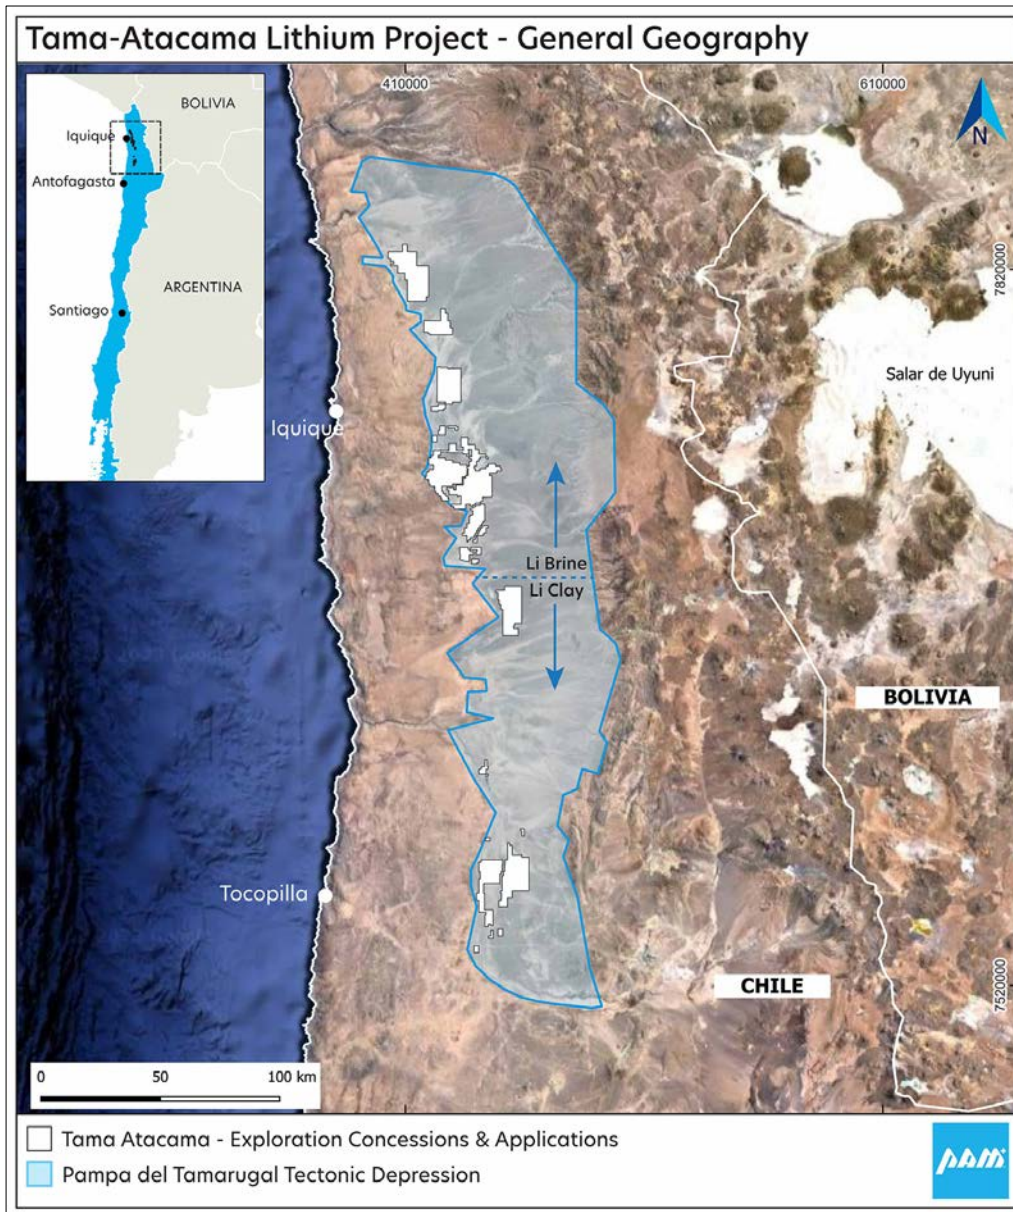 Tama-Atacama Lithium Project - General Geography
410000
610000
N
BOLIVIA
Iquique
Antofagasta
ARGENTINA
Santiago
7820000
Salar de Uyuni
Iquique
Li Brine
Li Clay
BOLIVIA
Tocopilla
CHILE
7520000
0 50 100 km
Tama Atacama - Exploration Concessions & Applications
Pampa del Tamarugal Tectonic Depression
PAM